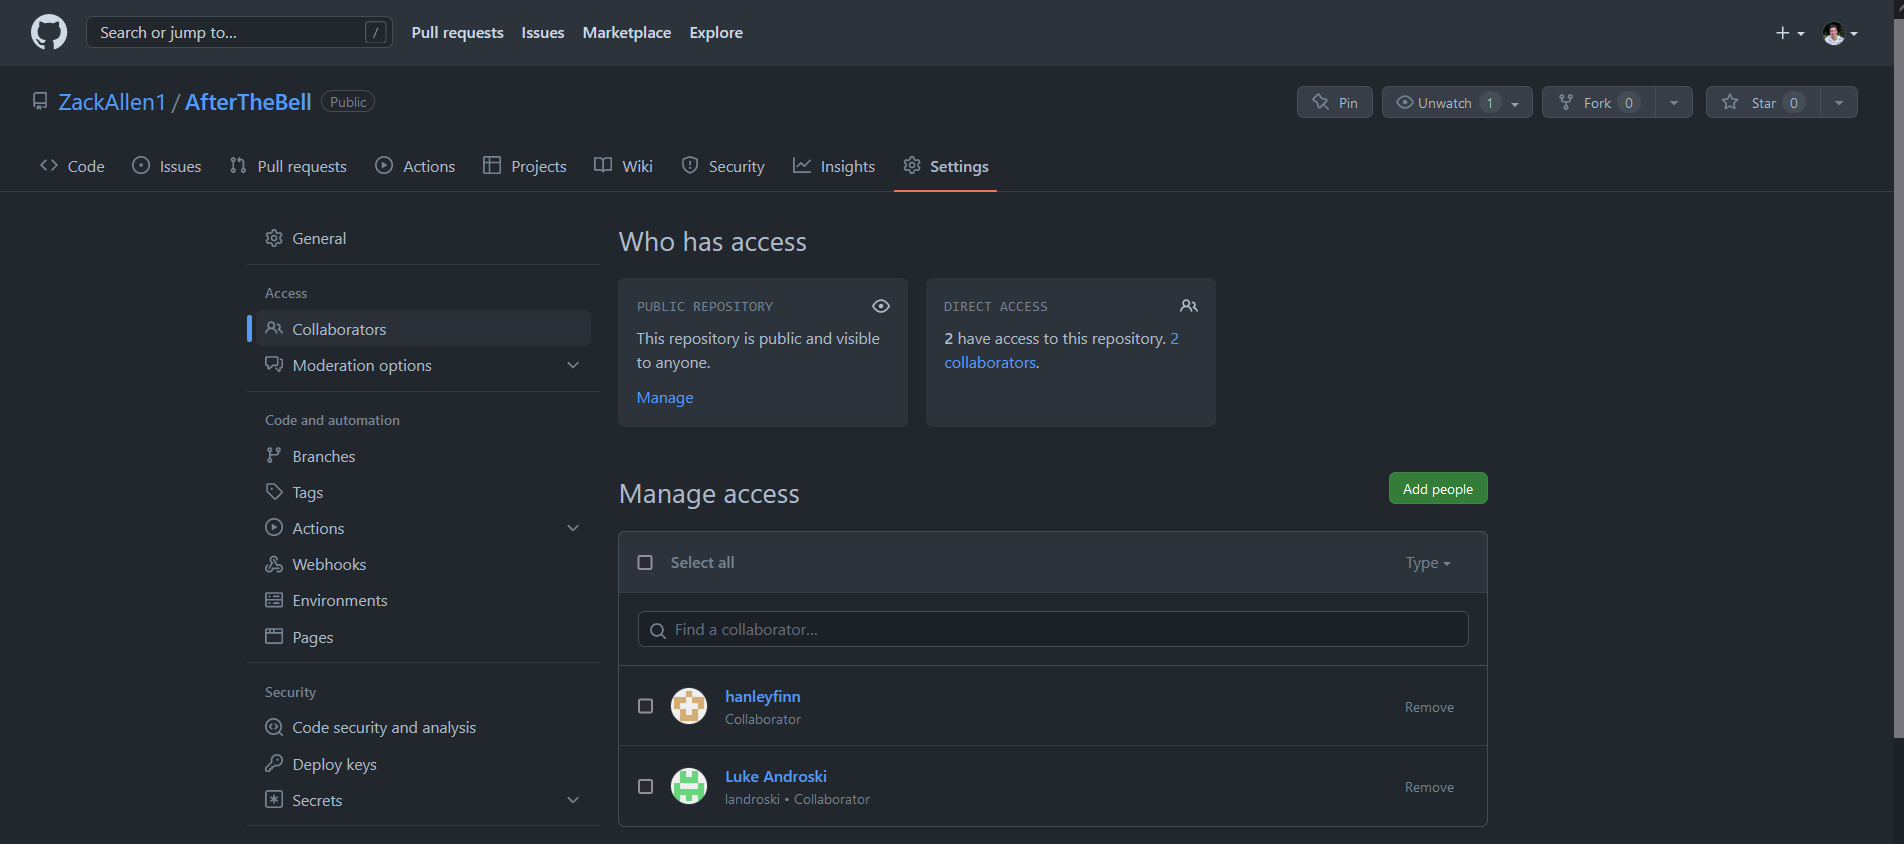 Search or jump to... /
Pull requests Issues Marketplace Explore
ZackAllen1 / AfterTheBell Public
Pin
Unwatch 1
Fork 0
Star 0
Code Issues Pull requests Actions Projects Wiki Security Insights Settings
General
Access
Collaborators
Moderation options
Code and automation
Branches
Tags
Actions
Webhooks
Environments
Pages
Security
Code security and analysis
Deploy keys
Secrets
Who has access
PUBLIC REPOSITORY
This repository is public and visible
to anyone.
Manage
DIRECT ACCESS
2 have access to this repository. 2
collaborators.
Manage access
Add people
Select all
Type
Find a collaborator...
hanleyfinn
Collaborator
Remove
Luke Androski
landroski • Collaborator
Remove